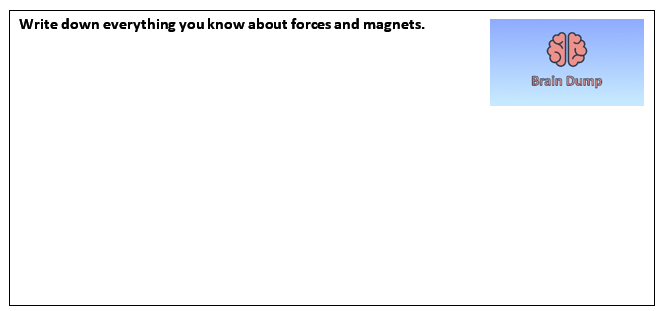 Write down everything you know about forces and magnets.
Brain Dump